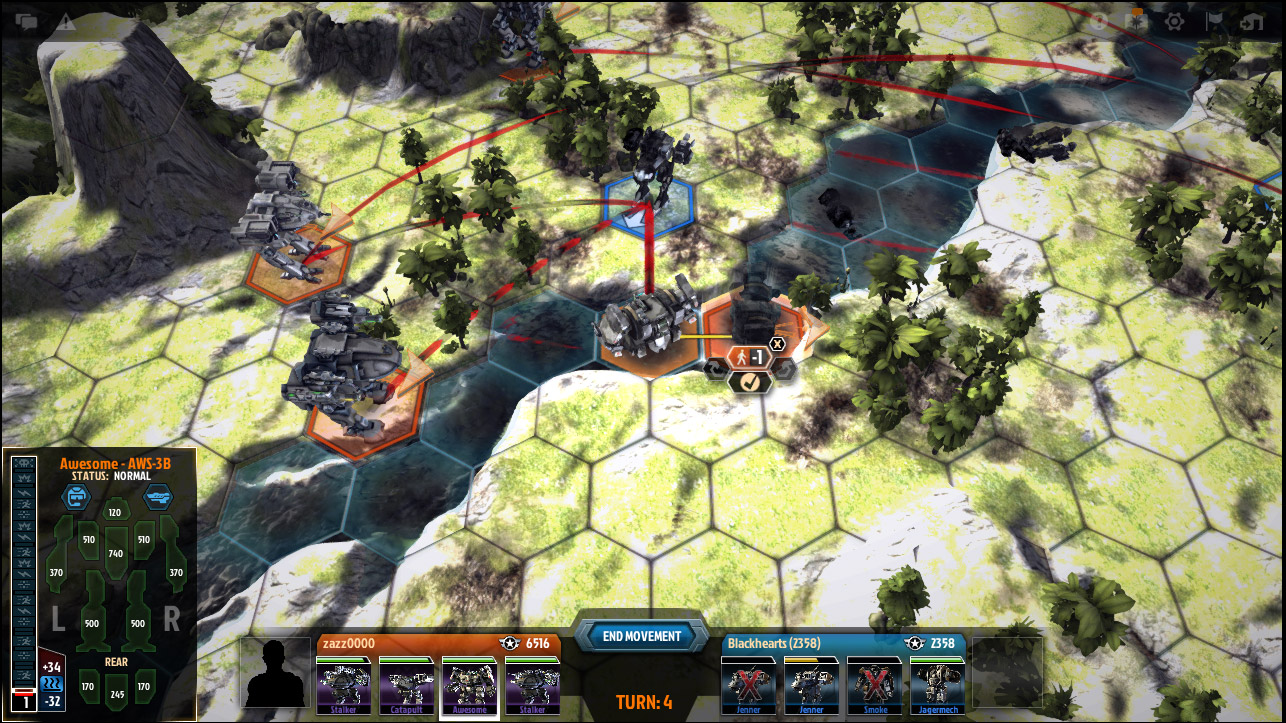 X
-1
Awesome - AWS-3B
STATUS: NORMAL
120
510
510
740
370
370
L
R
500
500
REAR
+34
170
170
245
-32
1
zazz0000
6516
END MOVEMENT
Blackhearts (2358)
2358
Stalker
Catapult
Awesome
Stalker
TURN: 4
Jenner
Jenner
Smoke
Jagermech